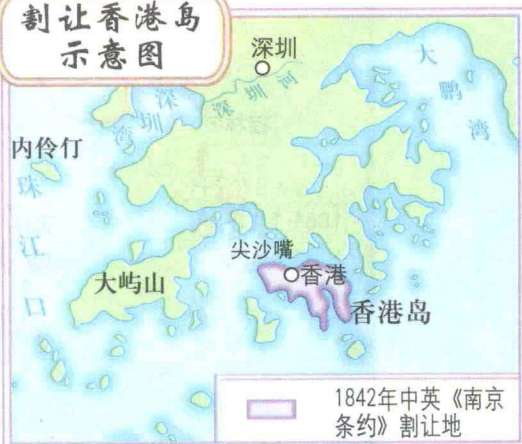 割让香港岛
示意图
深圳
大鹏湾
深圳河
深圳湾
内伶仃
珠江口
尖沙嘴
香港
大屿山
香港岛
1842年中英《南京
条约》割让地